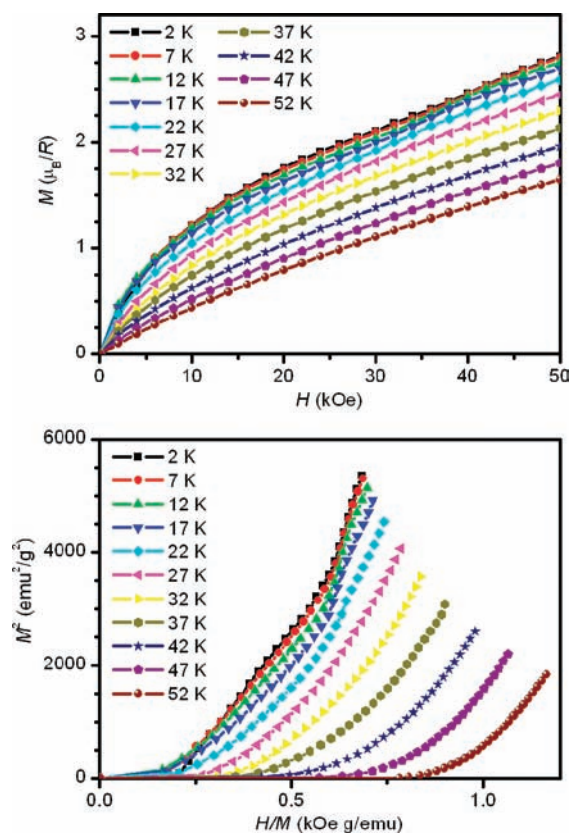 3
2
1
0
M (μB/R)
2 K
7 K
12 K
17 K
22 K
27 K
32 K
37 K
42 K
47 K
52 K
0 10 20 30 40 50
H (kOe)
6000
4000
2000
0
M² (emu²/g²)
2 K
7 K
12 K
17 K
22 K
27 K
32 K
37 K
42 K
47 K
52 K
0.0 0.5 1.0
H/M (kOe g/emu)